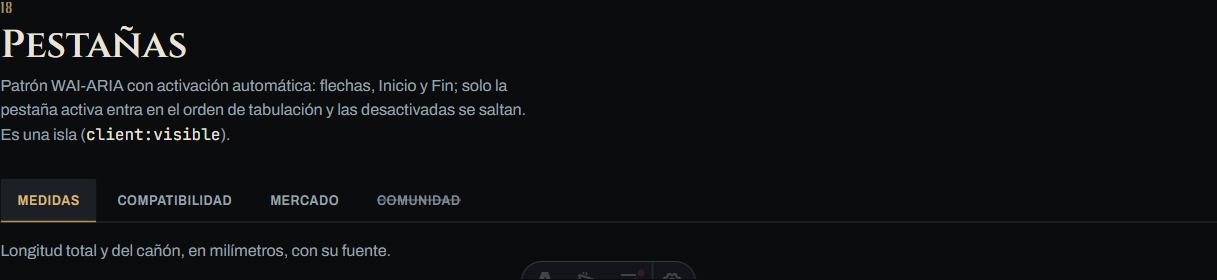 18
PESTAÑAS
Patrón WAI-ARIA con activación automática: flechas, Inicio y Fin; solo la
pestaña activa entra en el orden de tabulación y las desactivadas se saltan.
Es una isla (client:visible).
MEDIDAS COMPATIBILIDAD MERCADO COMUNIDAD
Longitud total y del cañón, en milímetros, con su fuente.